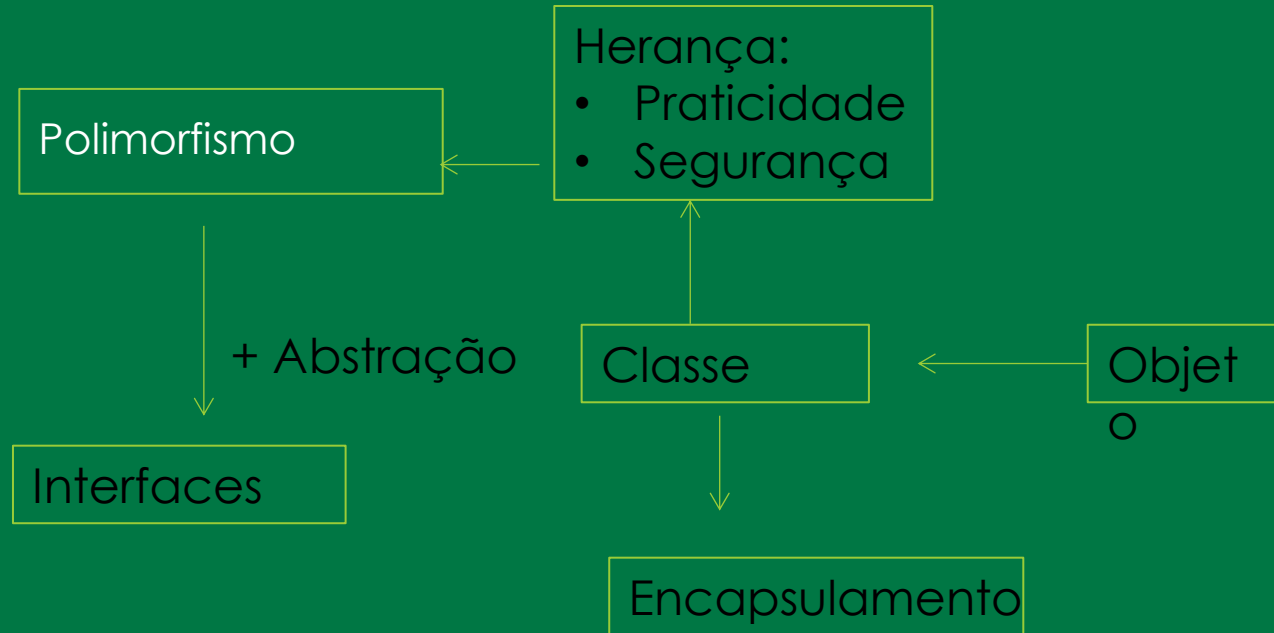 Herança:
• Praticidade
• Segurança
Polimorfismo
+ Abstração
Classe
Objet
o
Interfaces
Encapsulamento